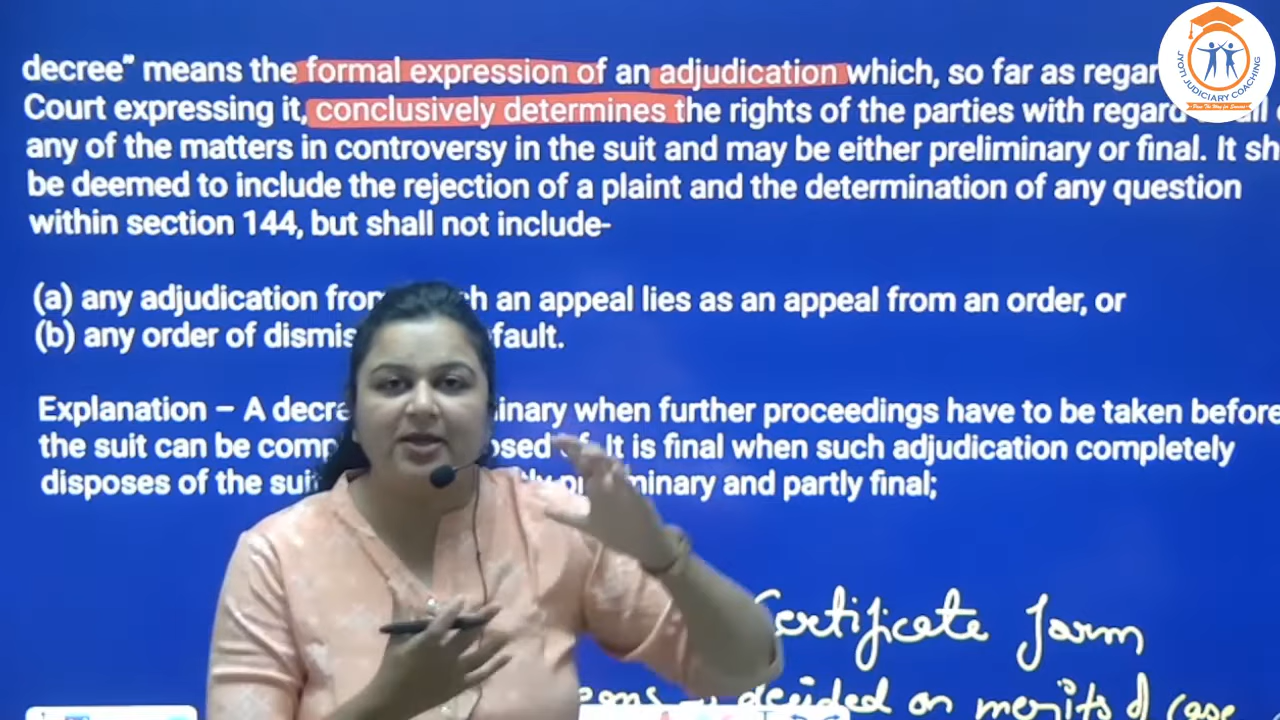 decree” means the formal expression of an adjudication which, so far as regar
Court expressing it, conclusively determines the rights of the parties with regard
any of the matters in controversy in the suit and may be either preliminary or final. It sh
be deemed to include the rejection of a plaint and the determination of any question
within section 144, but shall not include-
(a) any adjudication from an appeal lies as an appeal from an order, or
(b) any order of dismis fault.
Explanation – A decre inary when further proceedings have to be taken before
the suit can be comp osed of. It is final when such adjudication completely
disposes of the suit preliminary and partly final;
Certificate form
decided on merits of case
JYOTI JUDICIARY COACHING